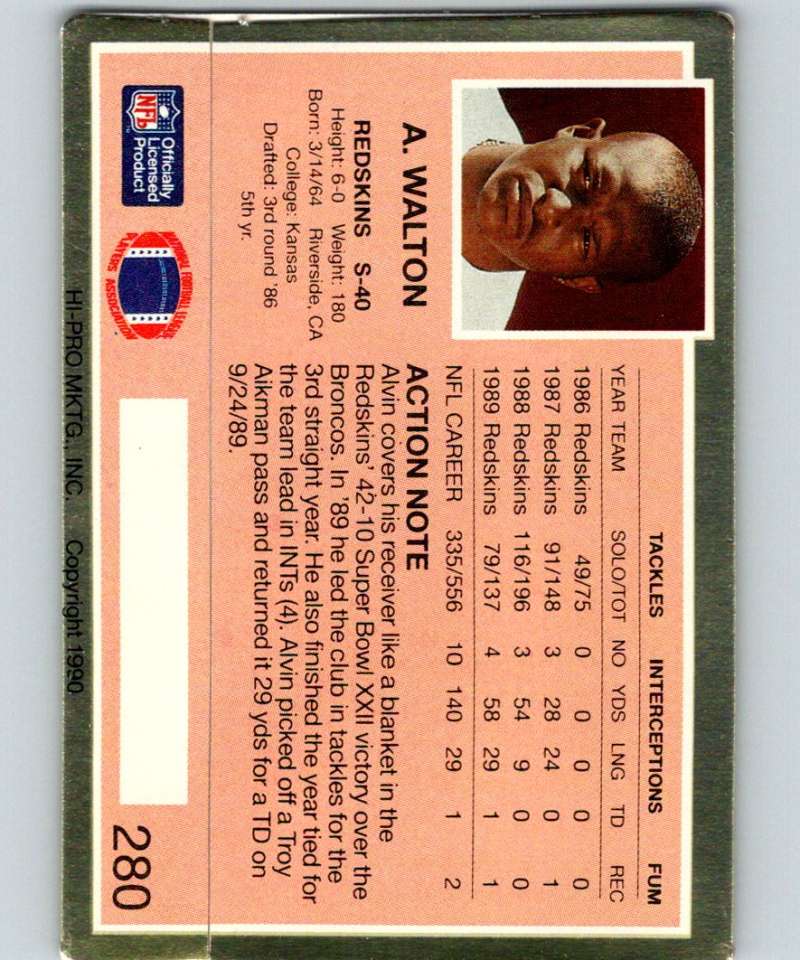 TACKLES INTERCEPTIONS FUM
YEAR TEAM SOLO/TOT NO YDS LNG TD REC
1986 Redskins 49/75 0 0 0 0 0
1987 Redskins 91/148 3 28 24 0 1
1988 Redskins 116/196 3 54 9 0 0
1989 Redskins 79/137 4 58 29 1 1
NFL CAREER 335/556 10 140 29 1 2
A. WALTON
REDSKINS S-40
Height: 6-0 Weight: 180
Born: 3/14/64 Riverside, CA
College: Kansas
Drafted: 3rd round '86
5th yr.
ACTION NOTE
Alvin covers his receiver like a blanket in the
Redskins' 42-10 Super Bowl XXII victory over the
Broncos. In '89 he led the club in tackles for the
3rd straight year. He also finished the year tied for
the team lead in INTs (4). Alvin picked off a Troy
Aikman pass and returned it 29 yds for a TD on
9/24/89.
NFL
Officially
Licensed
Product
NATIONAL FOOTBALL LEAGUE
PLAYERS ASSOCIATION
280
HI-PRO MKTG., INC. Copyright 1990